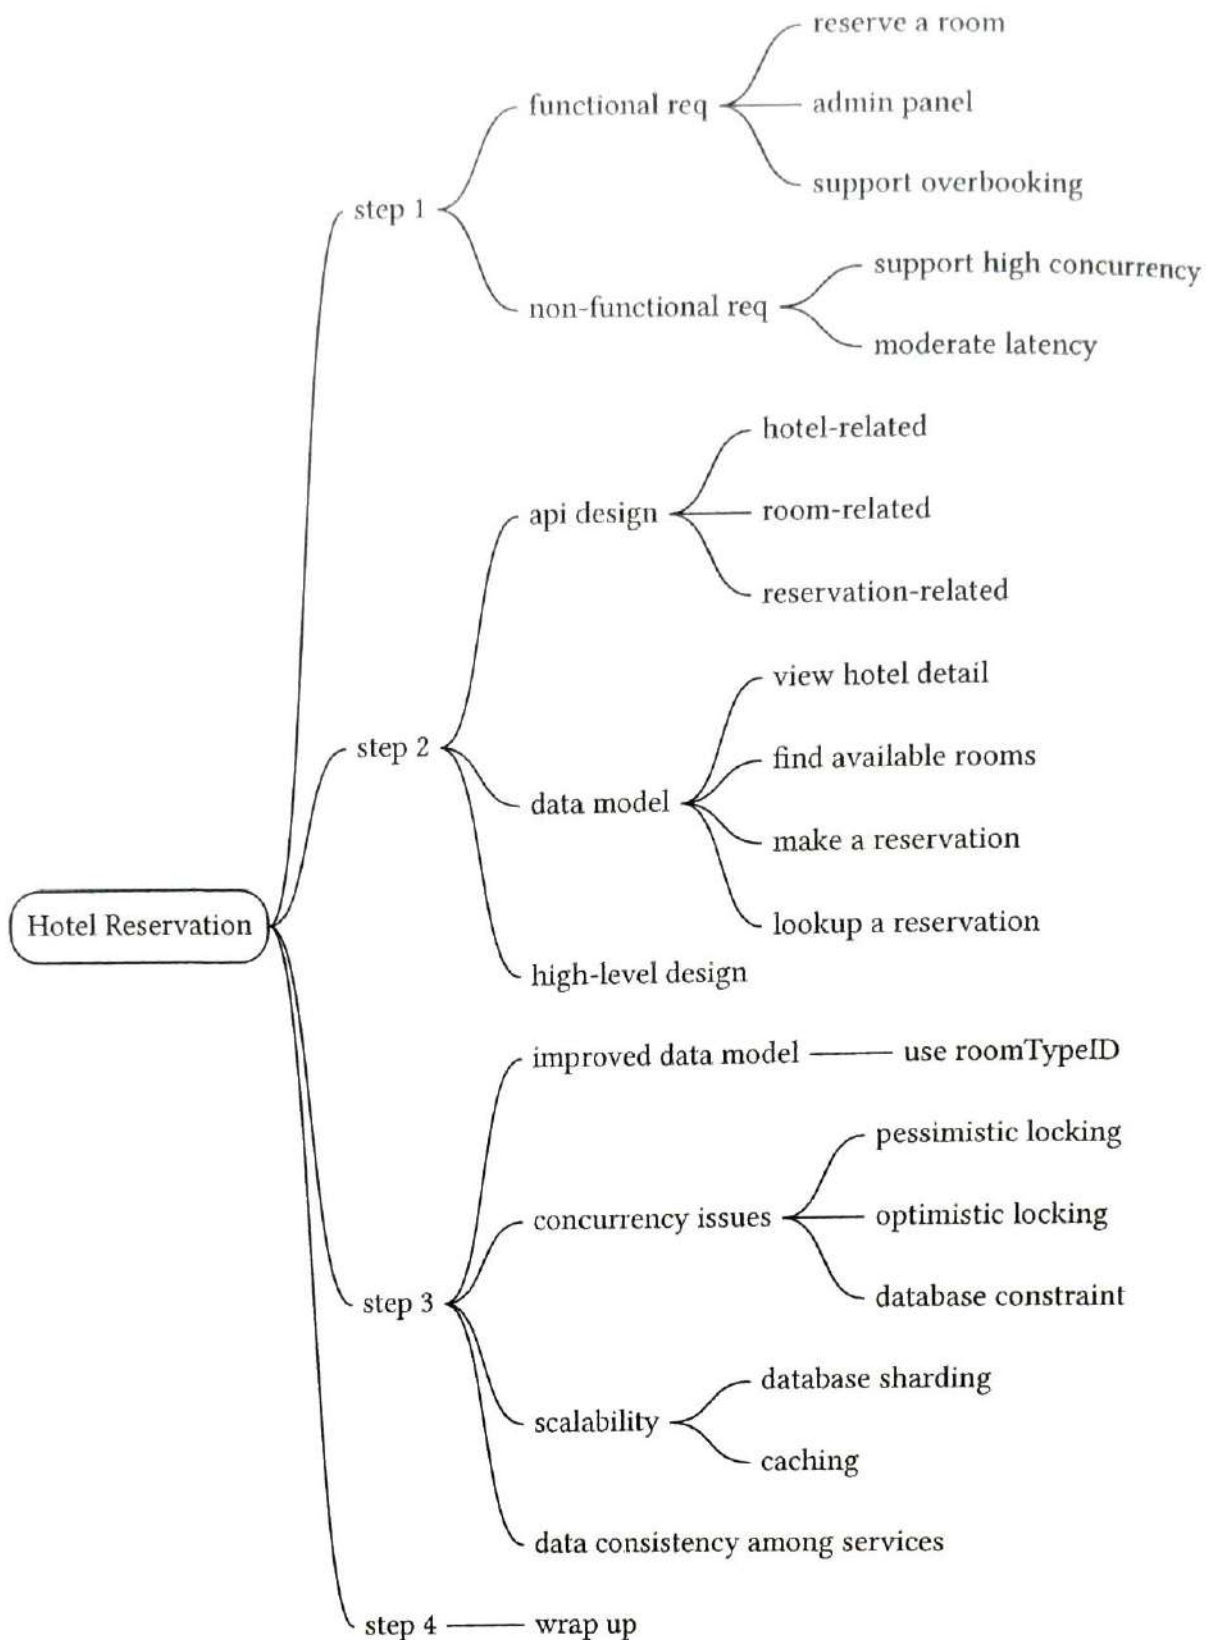 reserve a room
functional req
admin panel
support overbooking
step 1
support high concurrency
non-functional req
moderate latency
hotel-related
api design
room-related
reservation-related
view hotel detail
step 2
find available rooms
data model
make a reservation
lookup a reservation
Hotel Reservation
high-level design
improved data model
use roomTypeID
pessimistic locking
concurrency issues
optimistic locking
step 3
database constraint
database sharding
scalability
caching
data consistency among services
step 4
wrap up